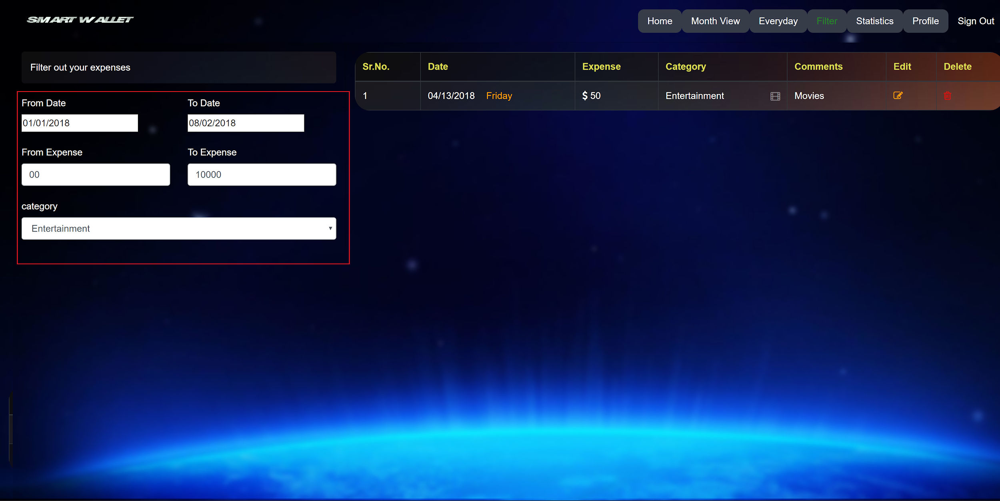 SMART WALLET
Home Month View Everyday Filter Statistics Profile Sign Out
Filter out your expenses
From Date To Date
01/01/2018 08/02/2018
From Expense To Expense
00 10000
category
Entertainment
Sr.No. Date Expense Category Comments Edit Delete
1 04/13/2018 Friday $ 50 Entertainment Movies